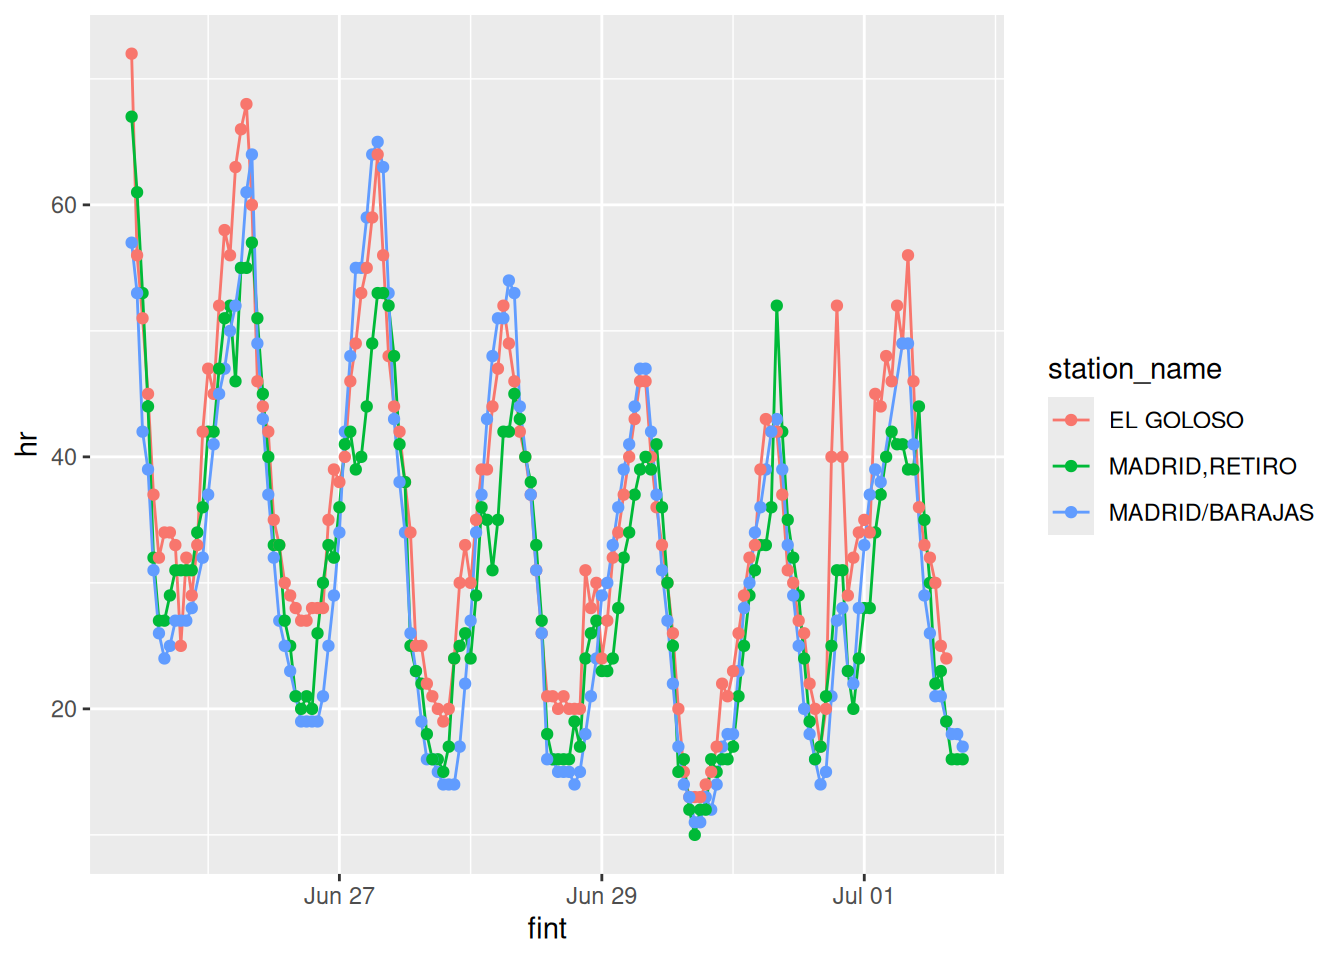 60
40
20
hr
Jun 27
Jun 29
Jul 01
fint
station_name
EL GOLOSO
MADRID,RETIRO
MADRID/BARAJAS